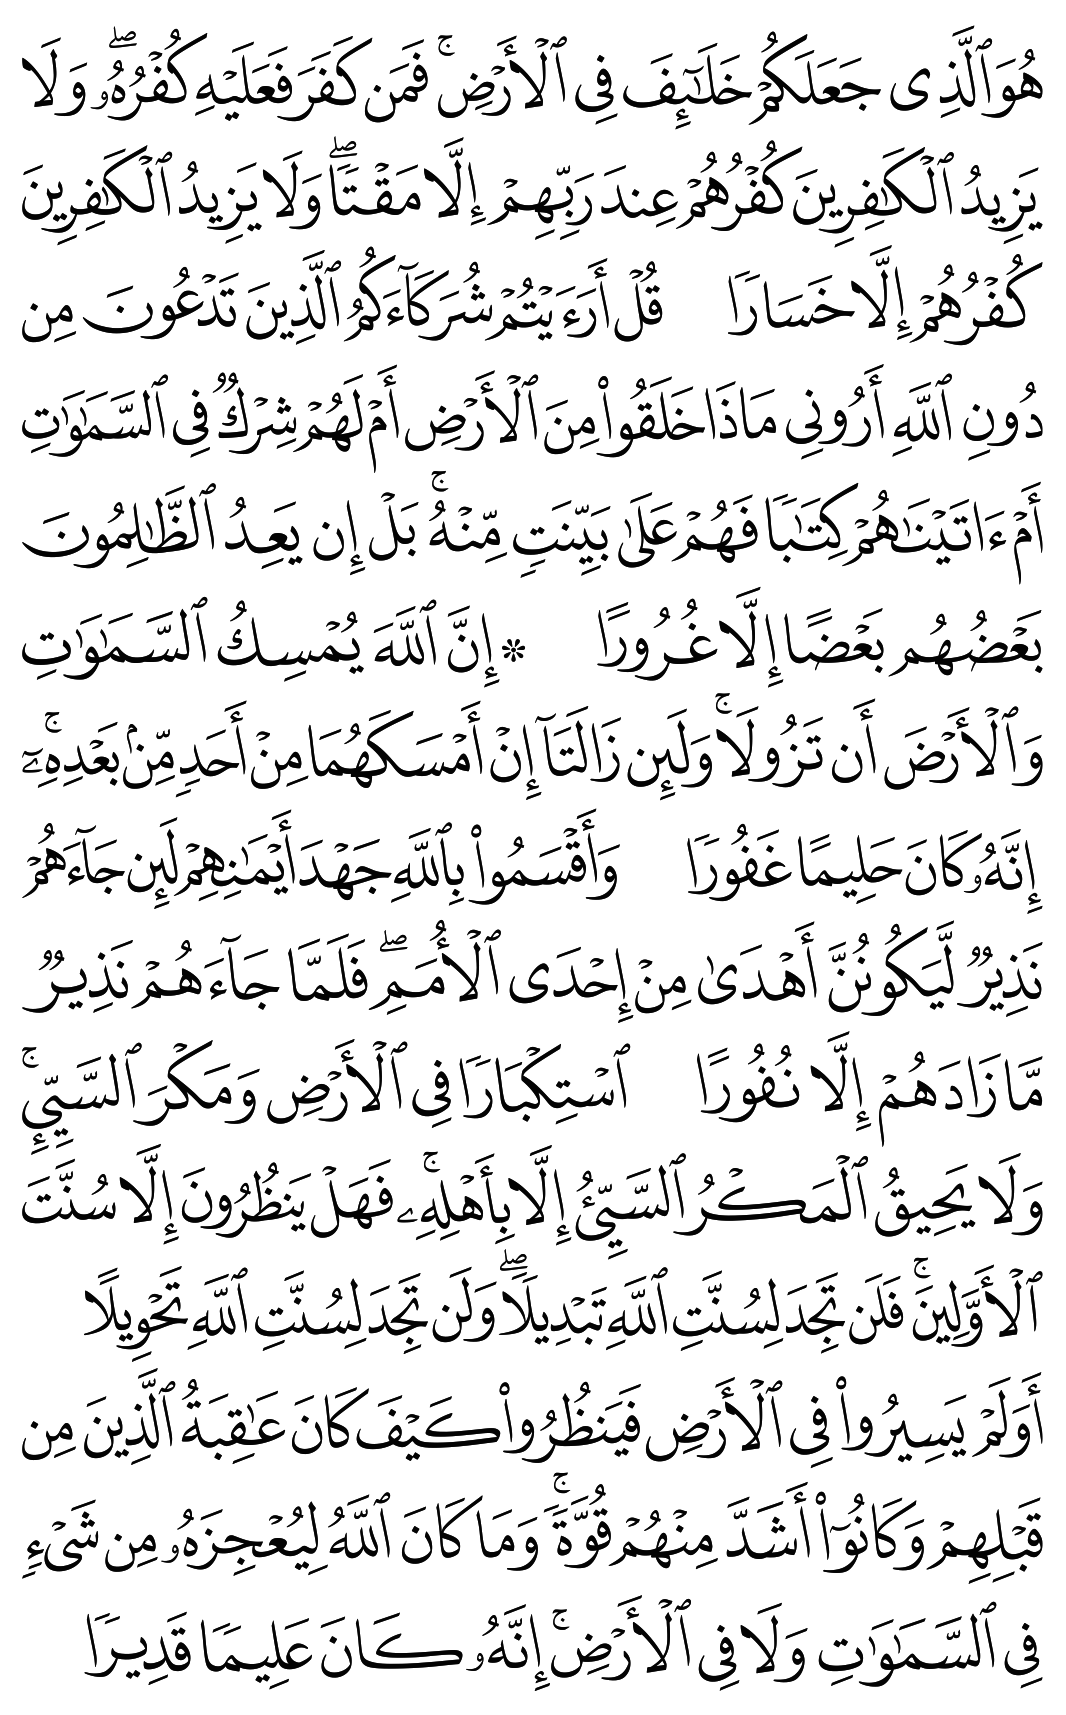 هُوَ ٱلَّذِى جَعَلَكُمْ خَلَـٰٓئِفَ فِى ٱلْأَرْضِ ۚ فَمَن كَفَرَ فَعَلَيْهِ كُفْرُهُۥ ۖ وَلَا
يَزِيدُ ٱلْكَـٰفِرِينَ كُفْرُهُمْ عِندَ رَبِّهِمْ إِلَّا مَقْتًا ۖ وَلَا يَزِيدُ ٱلْكَـٰفِرِينَ
كُفْرُهُمْ إِلَّا خَسَارًا قُلْ أَرَءَيْتُمْ شُرَكَآءَكُمُ ٱلَّذِينَ تَدْعُونَ مِن
دُونِ ٱللَّهِ أَرُونِى مَاذَا خَلَقُوا۟ مِنَ ٱلْأَرْضِ أَمْ لَهُمْ شِرْكٌ فِى ٱلسَّمَـٰوَٰتِ
أَمْ ءَاتَيْنَـٰهُمْ كِتَـٰبًا فَهُمْ عَلَىٰ بَيِّنَتٍ مِّنْهُ ۚ بَلْ إِن يَعِدُ ٱلظَّـٰلِمُونَ
بَعْضُهُم بَعْضًا إِلَّا غُرُورًا ۞ إِنَّ ٱللَّهَ يُمْسِكُ ٱلسَّمَـٰوَٰتِ
وَٱلْأَرْضَ أَن تَزُولَا ۚ وَلَئِن زَالَتَآ إِنْ أَمْسَكَهُمَا مِنْ أَحَدٍ مِّنۢ بَعْدِهِۦٓ ۚ
إِنَّهُۥ كَانَ حَلِيمًا غَفُورًا وَأَقْسَمُوا۟ بِٱللَّهِ جَهْدَ أَيْمَـٰنِهِمْ لَئِن جَآءَهُمْ
نَذِيرٌ لَّيَكُونُنَّ أَهْدَىٰ مِنْ إِحْدَى ٱلْأُمَمِ ۖ فَلَمَّا جَآءَهُمْ نَذِيرٌ
مَّا زَادَهُمْ إِلَّا نُفُورًا ٱسْتِكْبَارًا فِى ٱلْأَرْضِ وَمَكْرَ ٱلسَّيِّئِ ۚ
وَلَا يَحِيقُ ٱلْمَكْرُ ٱلسَّيِّئُ إِلَّا بِأَهْلِهِۦ ۚ فَهَلْ يَنظُرُونَ إِلَّا سُنَّتَ
ٱلْأَوَّلِينَ ۚ فَلَن تَجِدَ لِسُنَّتِ ٱللَّهِ تَبْدِيلًا ۖ وَلَن تَجِدَ لِسُنَّتِ ٱللَّهِ تَحْوِيلًا
أَوَلَمْ يَسِيرُوا۟ فِى ٱلْأَرْضِ فَيَنظُرُوا۟ كَيْفَ كَانَ عَـٰقِبَةُ ٱلَّذِينَ مِن
قَبْلِهِمْ وَكَانُوٓا۟ أَشَدَّ مِنْهُمْ قُوَّةً ۚ وَمَا كَانَ ٱللَّهُ لِيُعْجِزَهُۥ مِن شَىْءٍ
فِى ٱلسَّمَـٰوَٰتِ وَلَا فِى ٱلْأَرْضِ ۚ إِنَّهُۥ كَانَ عَلِيمًا قَدِيرًا